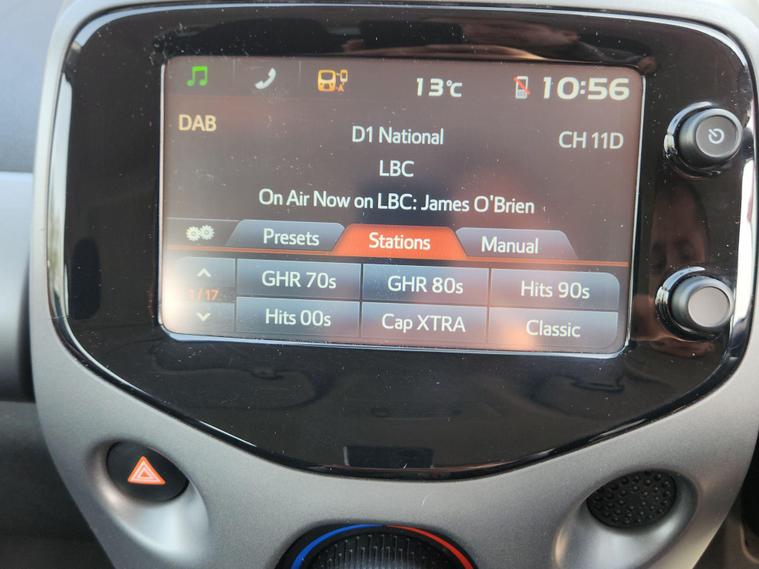 13°C 10:56
DAB D1 National CH 11D
LBC
On Air Now on LBC: James O'Brien
Presets Stations Manual
GHR 70s GHR 80s Hits 90s
1/17
Hits 00s Cap XTRA Classic